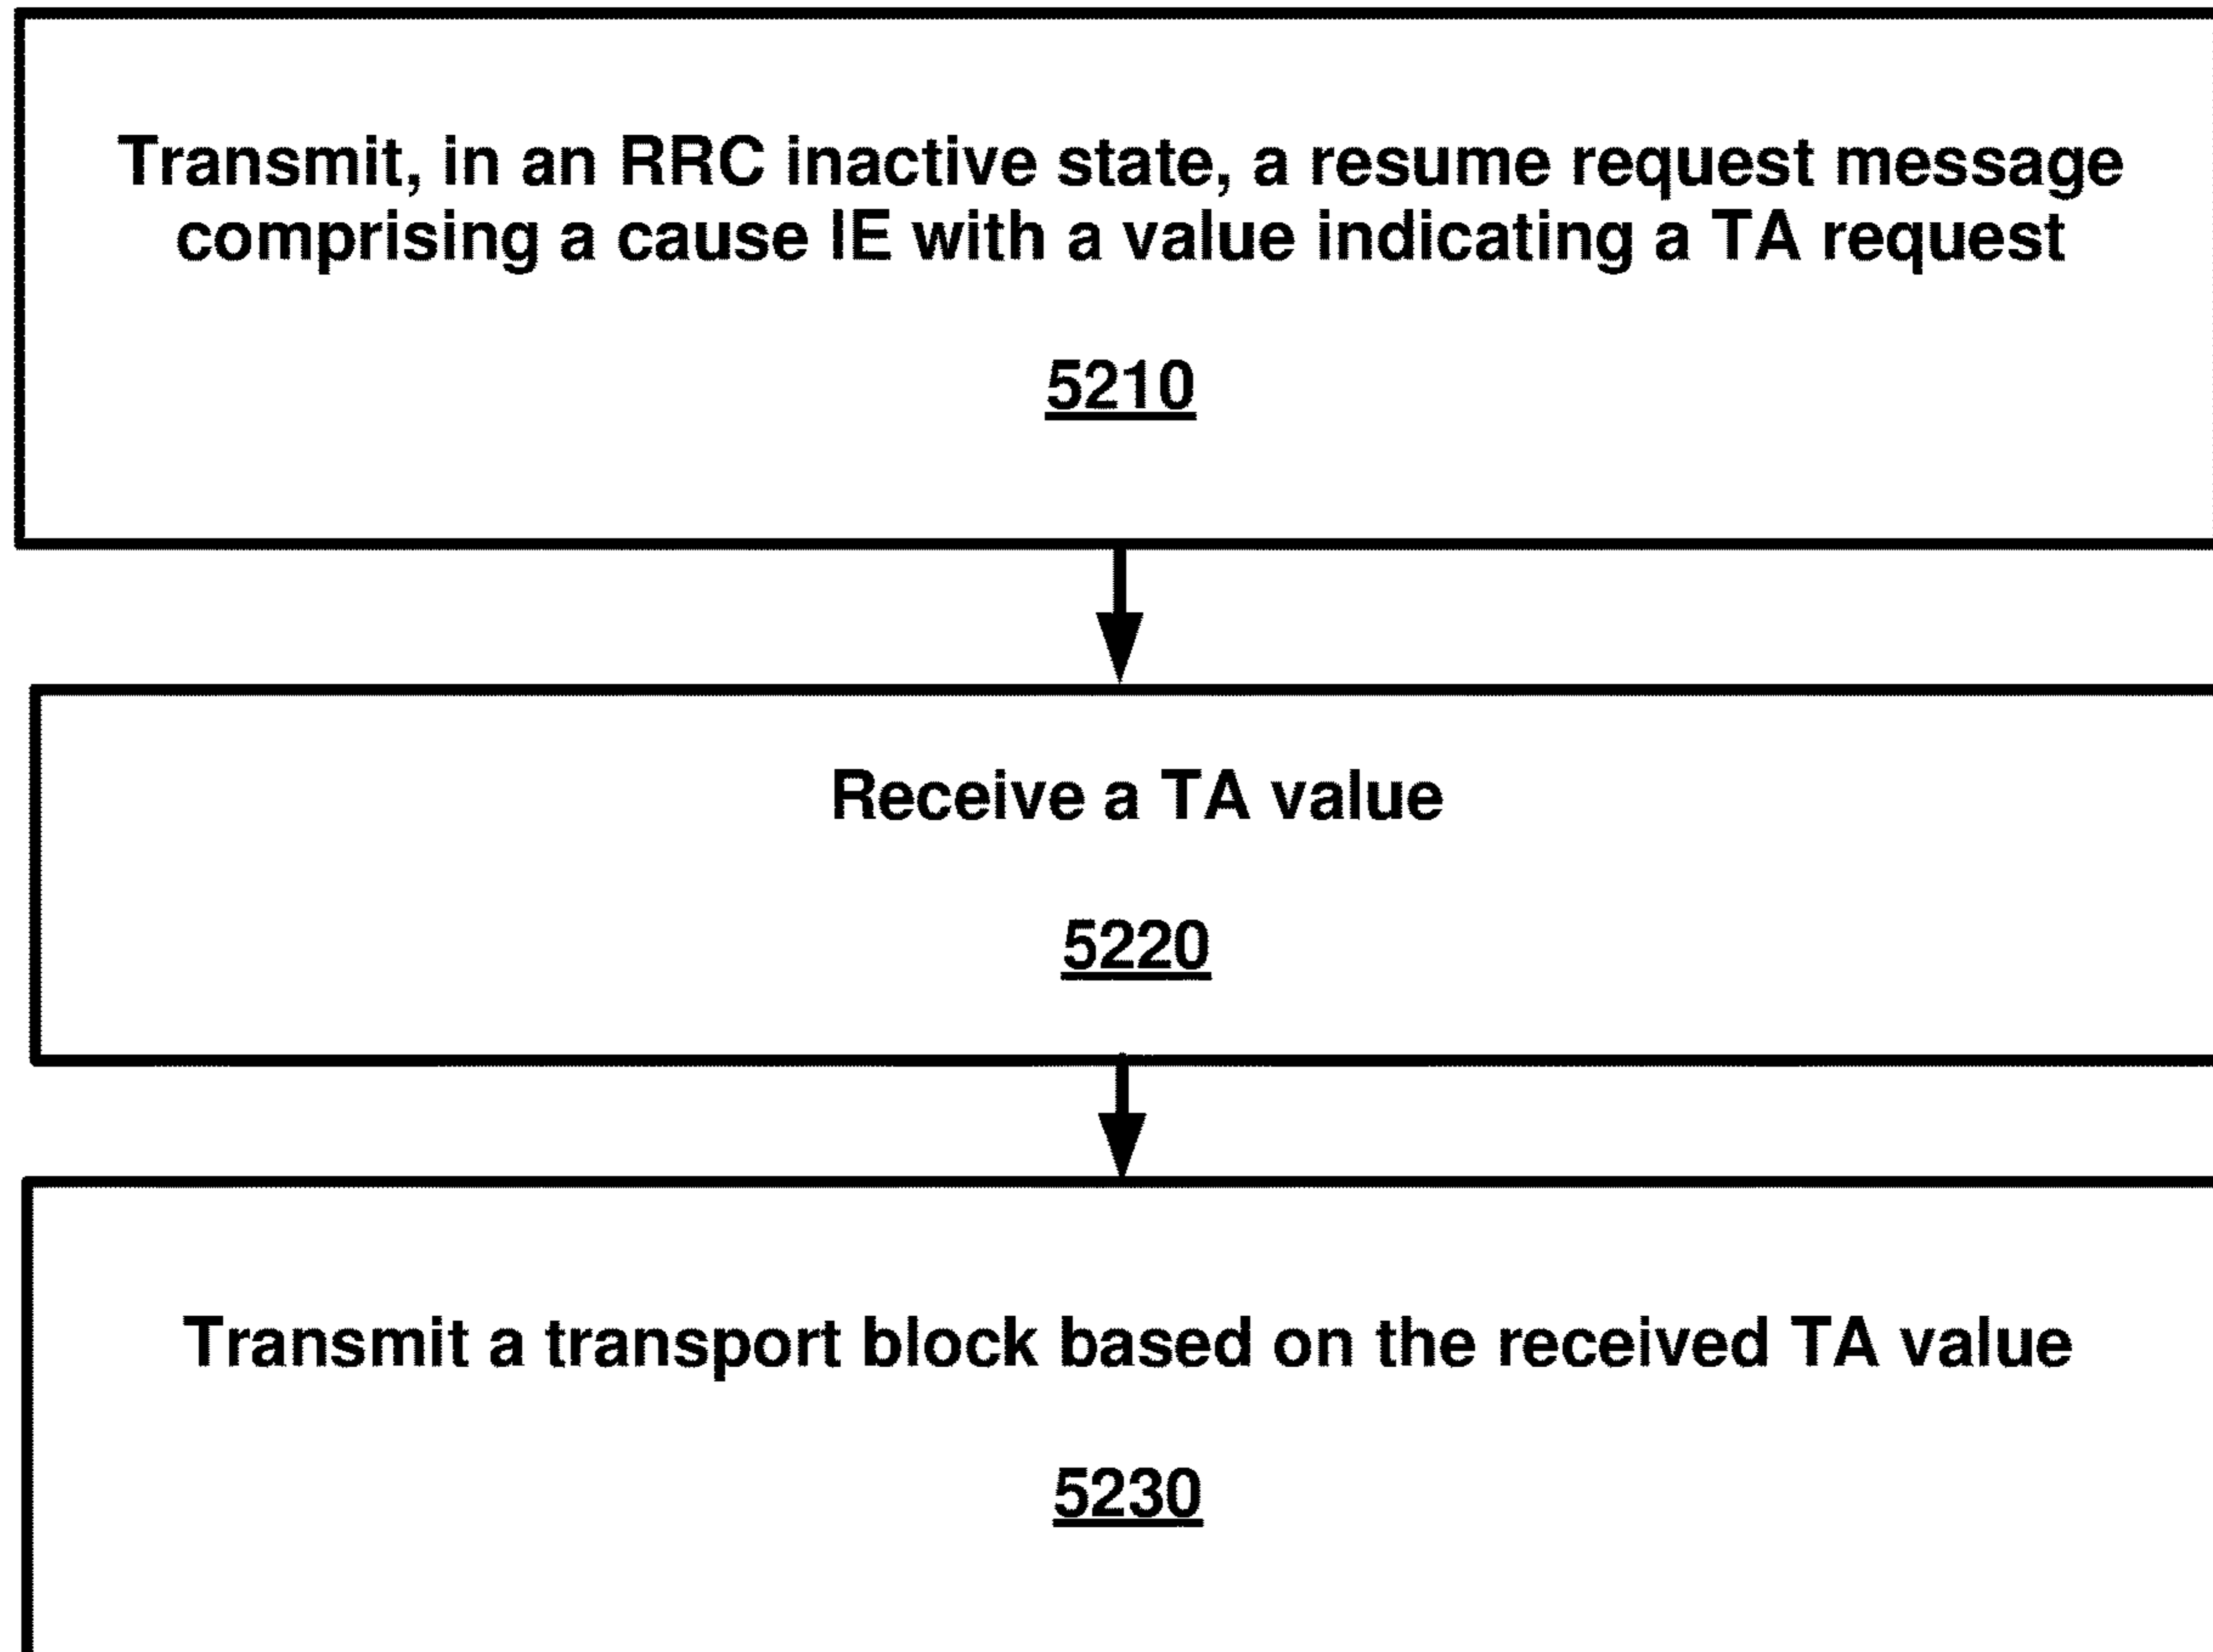 Transmit, in an RRC inactive state, a resume request message
comprising a cause IE with a value indicating a TA request
5210
Receive a TA value
5220
Transmit a transport block based on the received TA value
5230